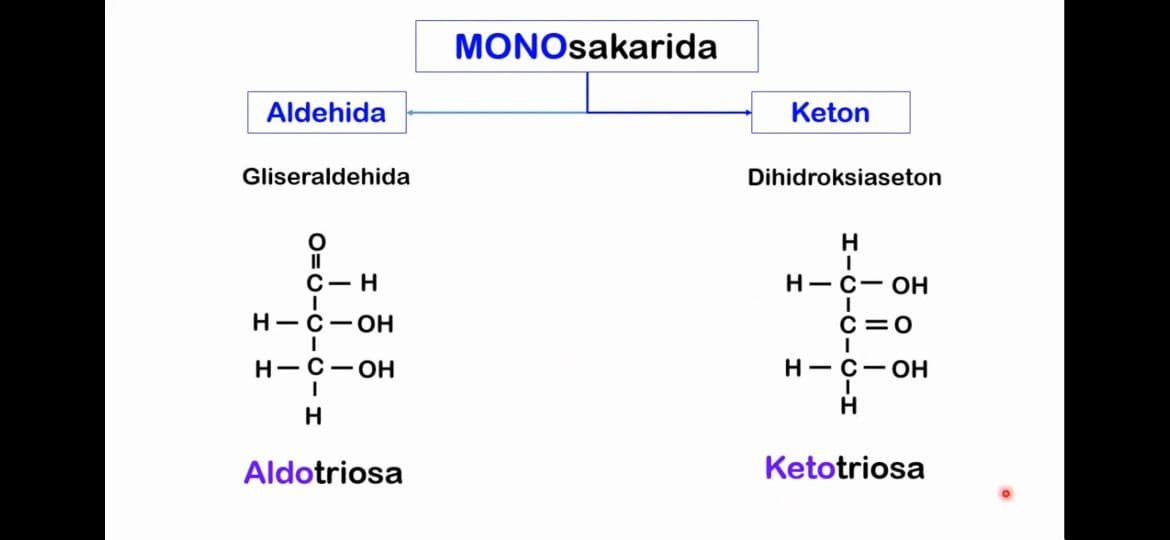 MONOsakarida
Aldehida
Keton
Gliseraldehida
Dihidroksiaseton
O
||
C — H
|
H — C — OH
|
H — C — OH
|
H
H
|
H — C — OH
|
C = O
|
H — C — OH
|
H
Aldotriosa
Ketotriosa